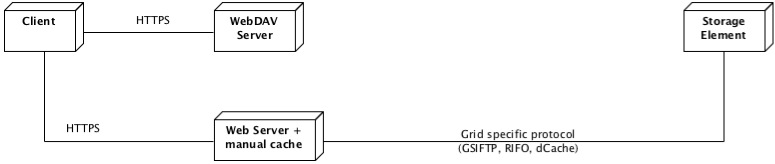 Client
HTTPS
WebDAV
Server
Storage
Element
HTTPS
Web Server +
manual cache
Grid specific protocol
(GSIFTP, RIFO, dCache)